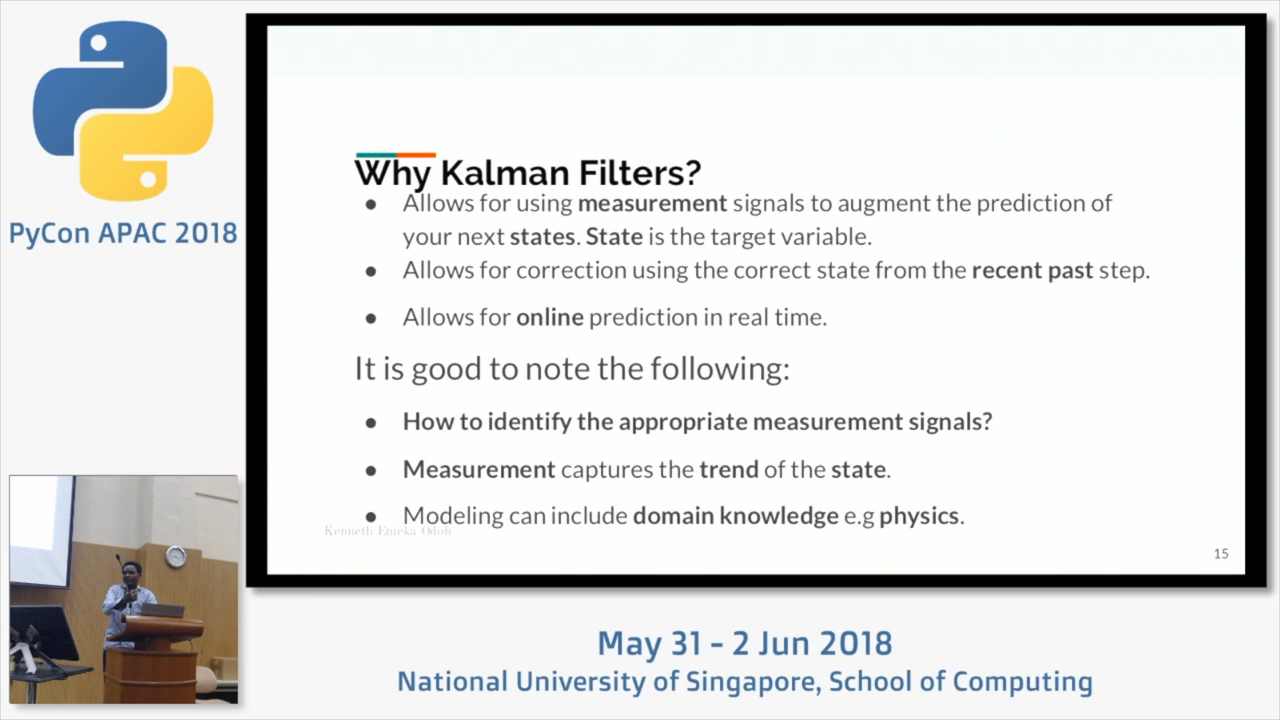 PyCon APAC 2018
Why Kalman Filters?
● Allows for using measurement signals to augment the prediction of
your next states. State is the target variable.
● Allows for correction using the correct state from the recent past step.
● Allows for online prediction in real time.
It is good to note the following:
● How to identify the appropriate measurement signals?
● Measurement captures the trend of the state.
● Modeling can include domain knowledge e.g physics.
Kenneth Emeka Odoh
15
May 31 - 2 Jun 2018
National University of Singapore, School of Computing